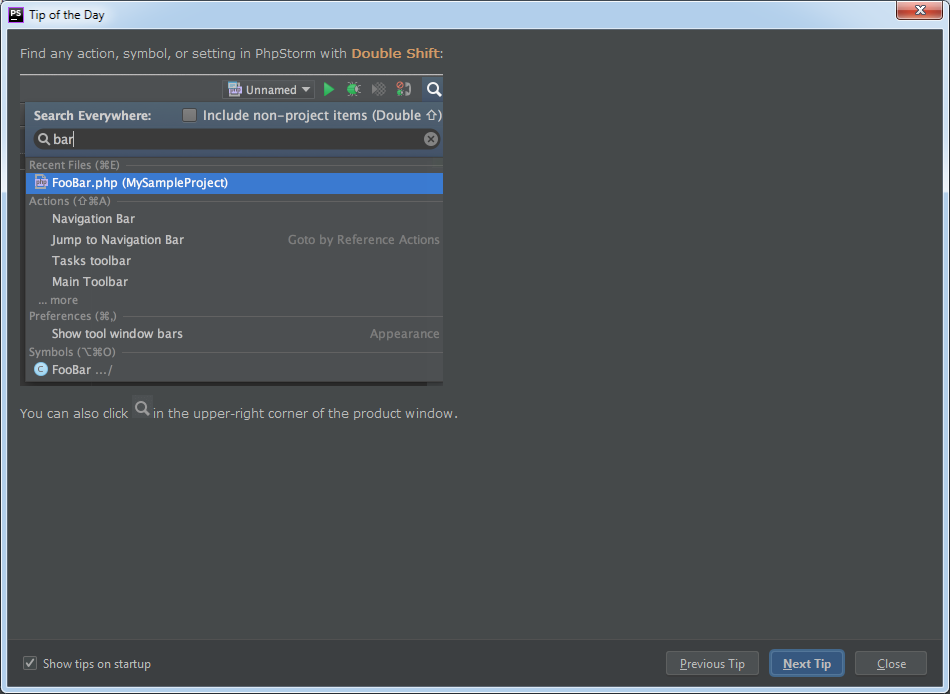 PS Tip of the Day
Find any action, symbol, or setting in PhpStorm with Double Shift:
Unnamed
Search Everywhere: Include non-project items (Double ⇧)
bar
Recent Files (⌘E)
FooBar.php (MySampleProject)
Actions (⇧⌘A)
Navigation Bar
Jump to Navigation Bar Goto by Reference Actions
Tasks toolbar
Main Toolbar
... more
Preferences (⌘,)
Show tool window bars Appearance
Symbols (⌥⌘O)
C FooBar .../
You can also click in the upper-right corner of the product window.
Show tips on startup Previous Tip Next Tip Close